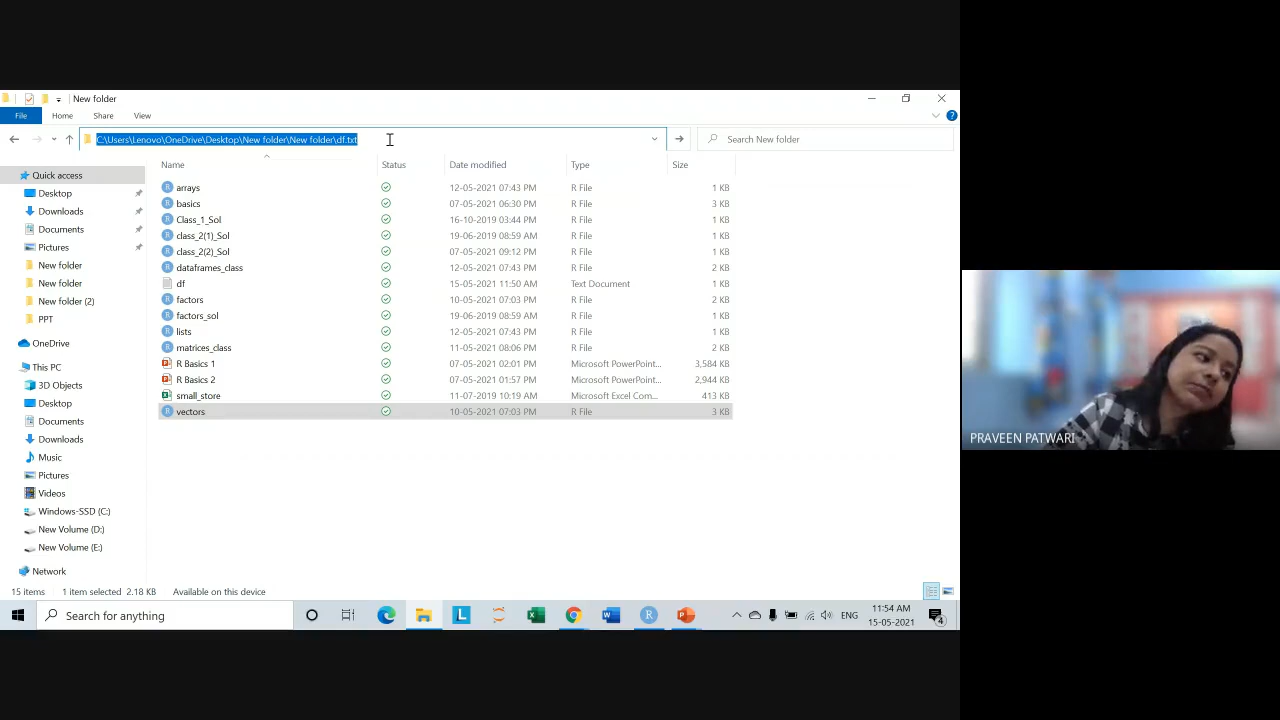 New folder
File Home Share View
C:\Users\Lenovo\OneDrive\Desktop\New folder\New folder\df.txt
Search New folder
Name Status Date modified Type Size
Quick access
Desktop
Downloads
Documents
Pictures
New folder
New folder
New folder (2)
PPT
OneDrive
This PC
3D Objects
Desktop
Documents
Downloads
Music
Pictures
Videos
Windows-SSD (C:)
New Volume (D:)
New Volume (E:)
Network
arrays 12-05-2021 07:43 PM R File 1 KB
basics 07-05-2021 06:30 PM R File 3 KB
Class_1_Sol 16-10-2019 03:44 PM R File 1 KB
class_2(1)_Sol 19-06-2019 08:59 AM R File 1 KB
class_2(2)_Sol 07-05-2021 09:12 PM R File 1 KB
dataframes_class 12-05-2021 07:43 PM R File 2 KB
df 15-05-2021 11:50 AM Text Document 1 KB
factors 10-05-2021 07:03 PM R File 2 KB
factors_sol 19-06-2019 08:59 AM R File 1 KB
lists 12-05-2021 07:43 PM R File 1 KB
matrices_class 11-05-2021 08:06 PM R File 2 KB
R Basics 1 07-05-2021 02:01 PM Microsoft PowerPoint... 3,584 KB
R Basics 2 07-05-2021 01:57 PM Microsoft PowerPoint... 2,944 KB
small_store 11-07-2019 10:19 AM Microsoft Excel Com... 413 KB
vectors 10-05-2021 07:03 PM R File 3 KB
PRAVEEN PATWARI
15 items 1 item selected 2.18 KB Available on this device
Search for anything
ENG
11:54 AM
15-05-2021
4